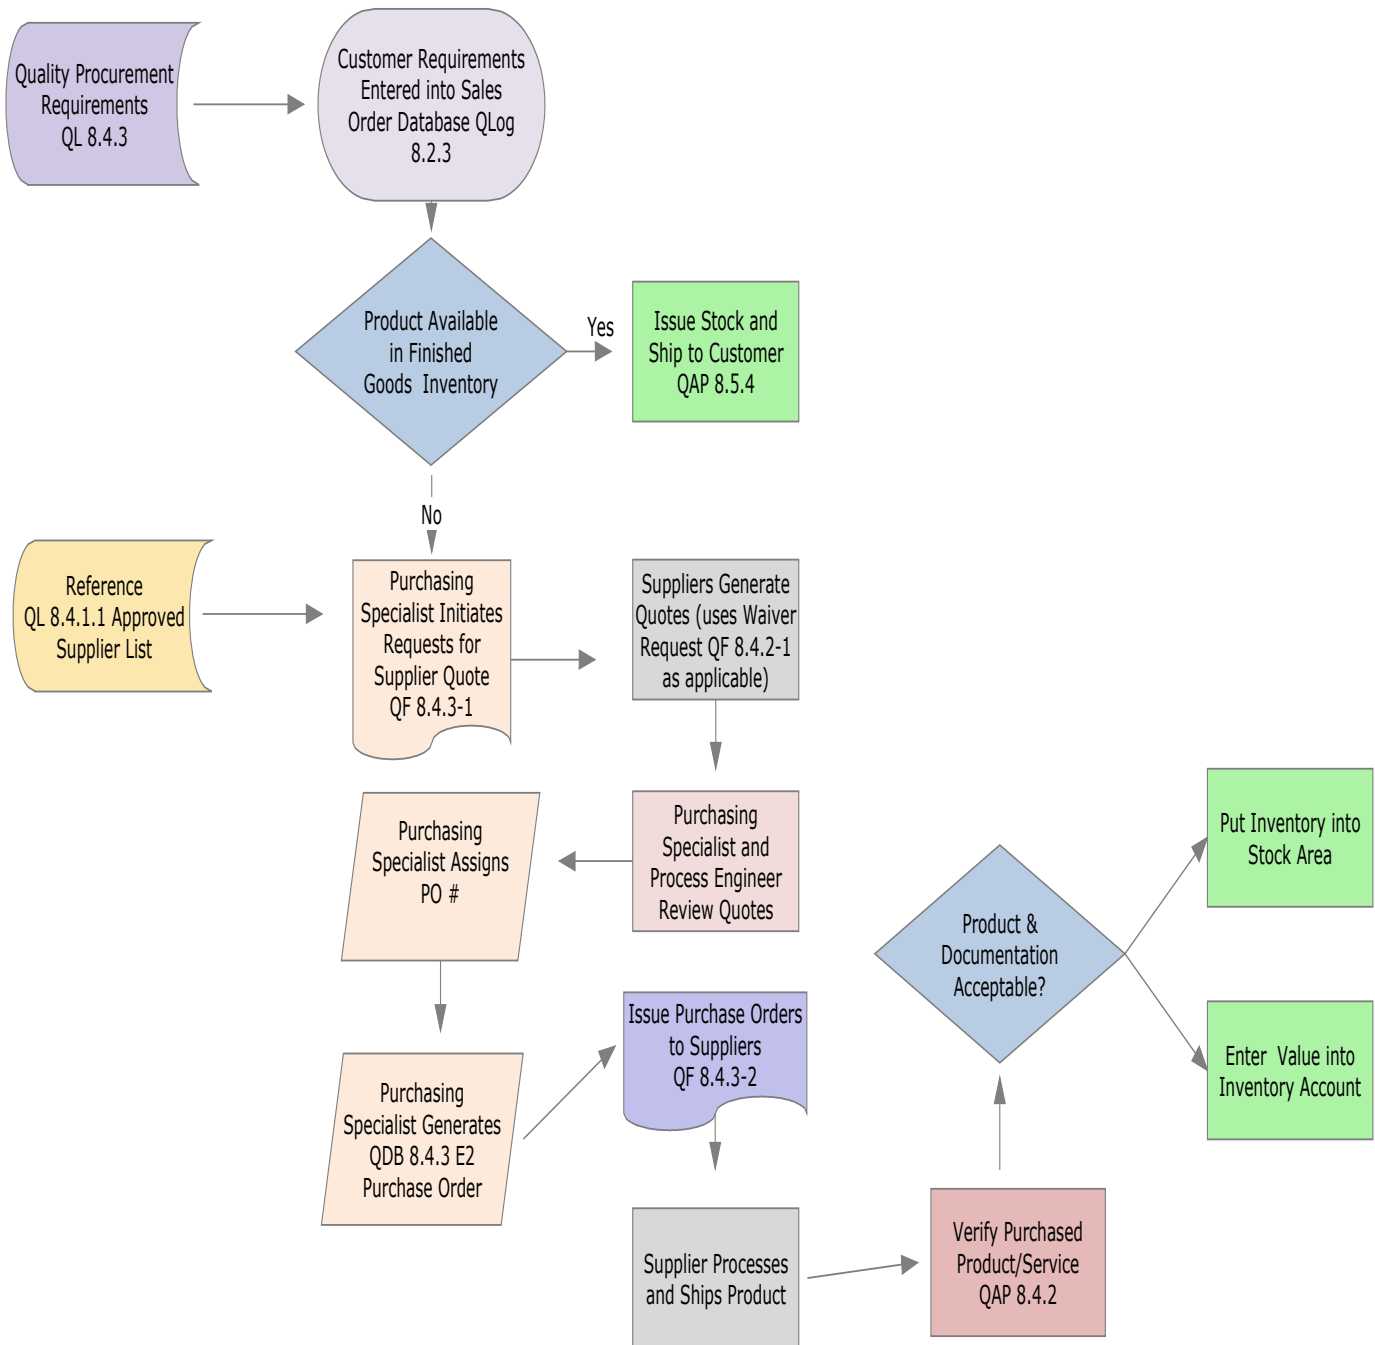 Quality Procurement
Requirements
QL 8.4.3
Customer Requirements
Entered into Sales
Order Database QLog
8.2.3
Product Available
in Finished
Goods  Inventory
Yes
Issue Stock and
Ship to Customer
QAP 8.5.4
No
Reference
QL 8.4.1.1 Approved
Supplier List
Purchasing
Specialist Initiates
Requests for
Supplier Quote
QF 8.4.3-1
Suppliers Generate
Quotes (uses Waiver
Request QF 8.4.2-1
as applicable)
Purchasing
Specialist and
Process Engineer
Review Quotes
Purchasing
Specialist Assigns
PO #
Purchasing
Specialist Generates
QDB 8.4.3 E2
Purchase Order
Issue Purchase Orders
to Suppliers
QF 8.4.3-2
Supplier Processes
and Ships Product
Verify Purchased
Product/Service
QAP 8.4.2
Product &
Documentation
Acceptable?
Put Inventory into
Stock Area
Enter  Value into
Inventory Account